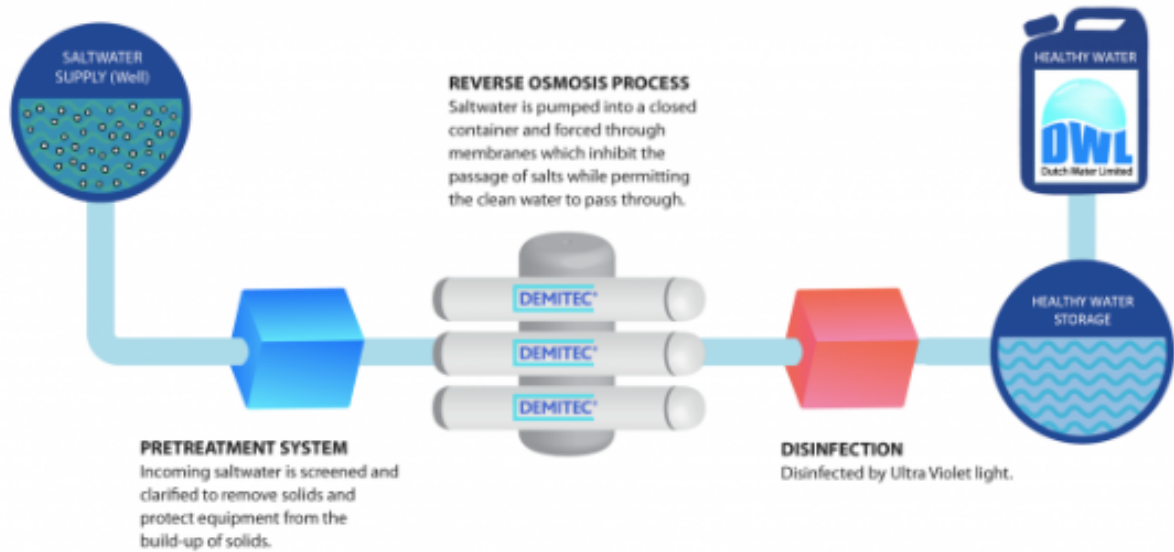 SALTWATER
SUPPLY (Well)
REVERSE OSMOSIS PROCESS
Saltwater is pumped into a closed
container and forced through
membranes which inhibit the
passage of salts while permitting
the clean water to pass through.
HEALTHY WATER
DWL
Dutch Water Limited
DEMITEC®
DEMITEC®
DEMITEC®
HEALTHY WATER
STORAGE
PRETREATMENT SYSTEM
Incoming saltwater is screened and
clarified to remove solids and
protect equipment from the
build-up of solids.
DISINFECTION
Disinfected by Ultra Violet light.